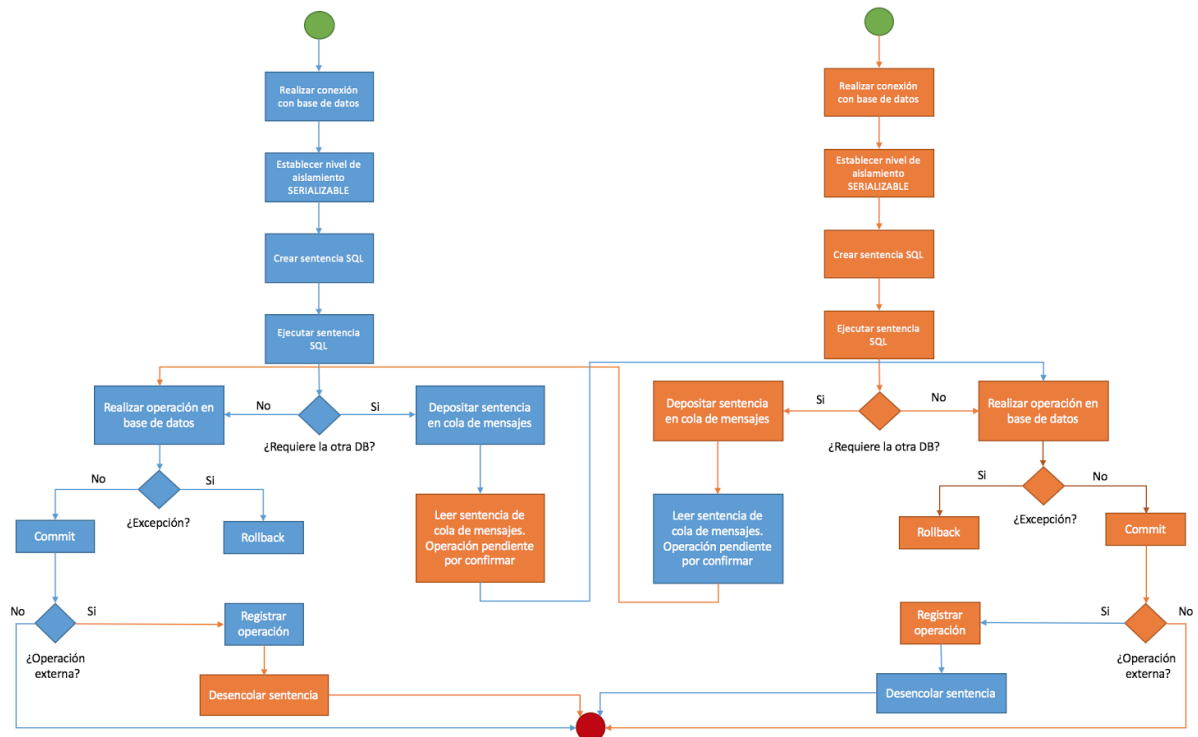 Realizar conexión
con base de datos
Realizar conexión
con base de datos
Establecer nivel de
aislamiento
SERIALIZABLE
Establecer nivel de
aislamiento
SERIALIZABLE
Crear sentencia SQL
Crear sentencia SQL
Ejecutar sentencia
SQL
Ejecutar sentencia
SQL
Realizar operación en
base de datos
No
Si
Depositar sentencia
en cola de mensajes
¿Requiere la otra DB?
Depositar sentencia
en cola de mensajes
Si
No
Realizar operación en
base de datos
¿Requiere la otra DB?
No
Si
¿Excepción?
Commit
Rollback
Leer sentencia de
cola de mensajes.
Operación pendiente
por confirmar
Leer sentencia de
cola de mensajes.
Operación pendiente
por confirmar
Si
No
¿Excepción?
Rollback
Commit
No
Si
Registrar
operación
¿Operación
externa?
Desencolar sentencia
Registrar
operación
Si
No
¿Operación
externa?
Desencolar sentencia